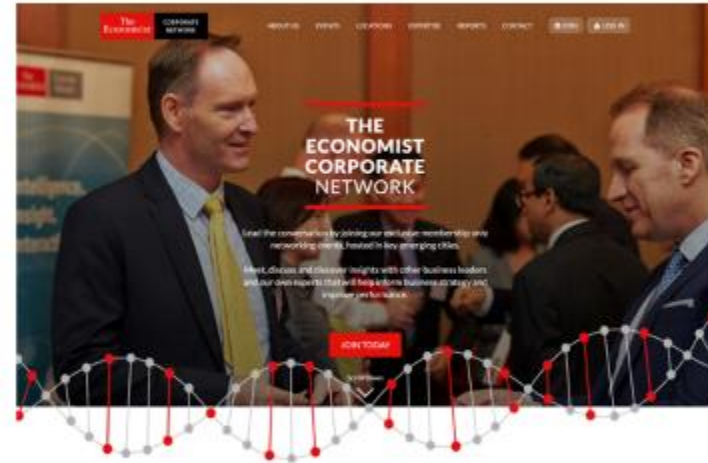 The Economist
CORPORATE NETWORK
ABOUT US EVENTS LOCATIONS EXPERTISE REPORTS CONTACT JOIN LOG IN
THE
ECONOMIST
CORPORATE
NETWORK
Lead the conversation by joining our exclusive membership-only
networking events, hosted in key emerging cities.
Meet, discuss and discover insights with other business leaders
and our own experts that will help inform business strategy and
improve performance.
JOIN TODAY